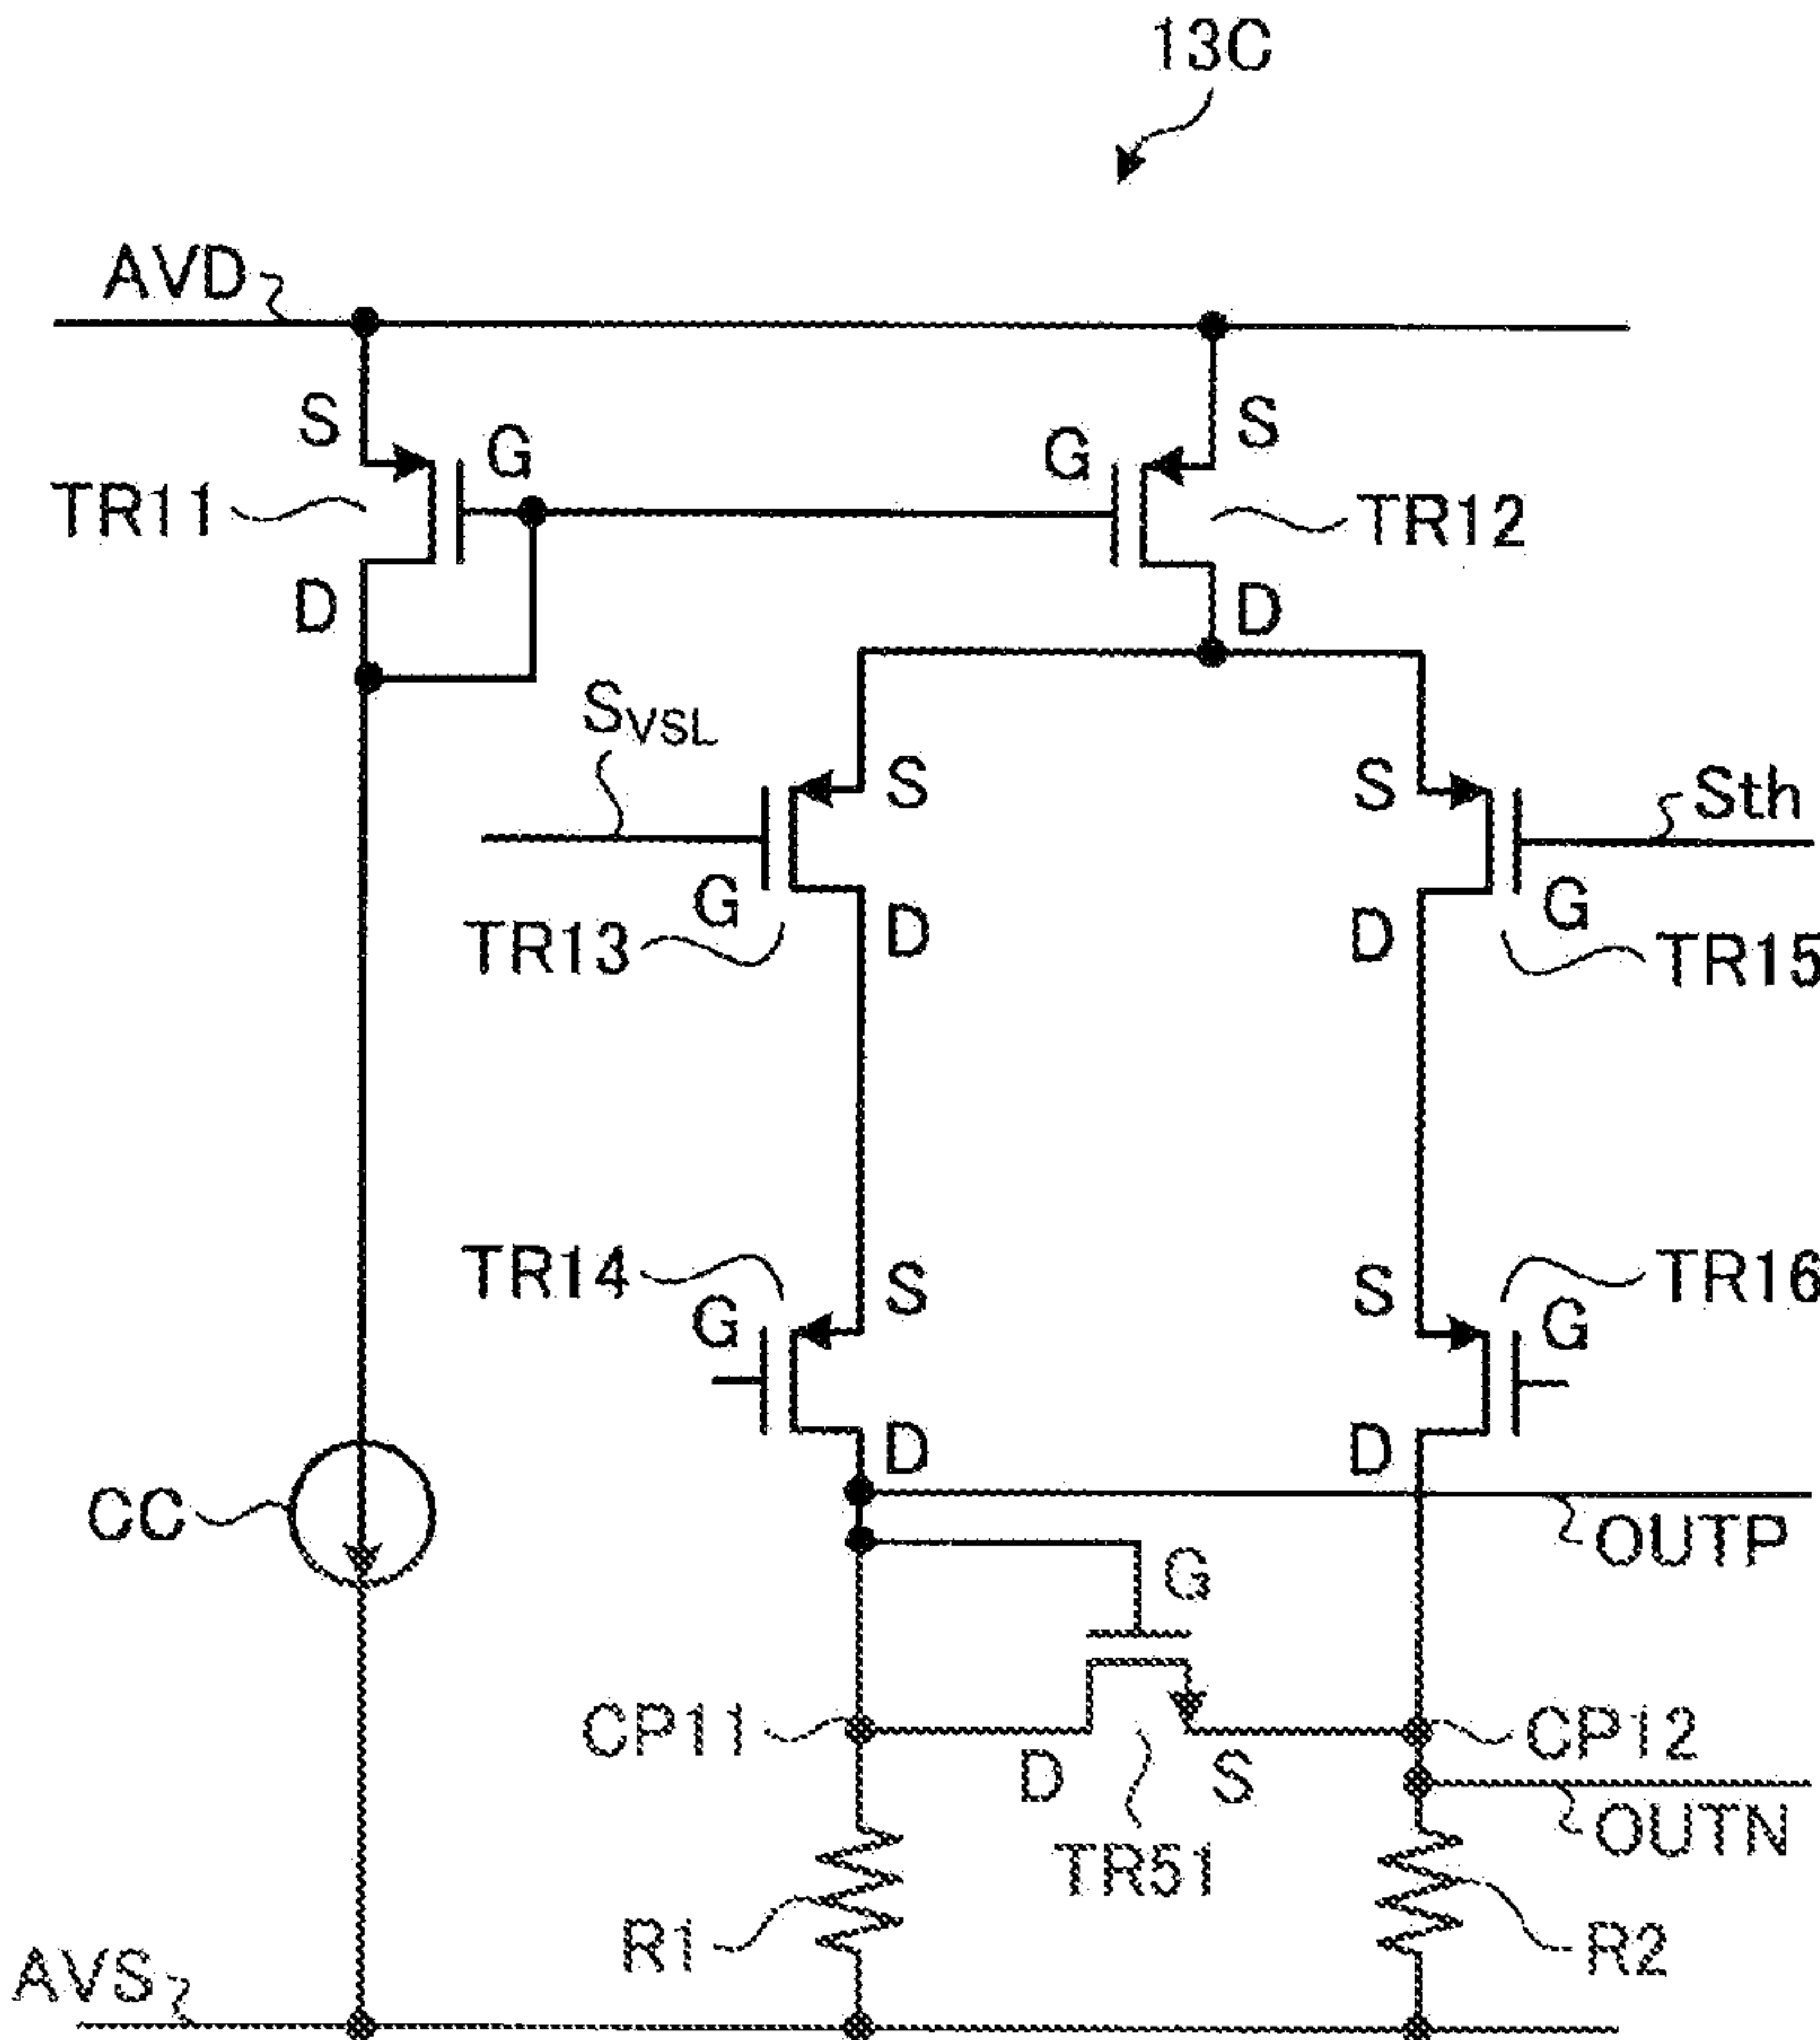 13C
AVD
S
G
G
S
TR11
TR12
D
D
SVSL
S
S
Sth
G
D
D
G
TR13
TR15
TR14
S
S
TR16
G
G
D
D
CC
OUTP
G
CP11
CP12
D
S
OUTN
TR51
R1
R2
AVS